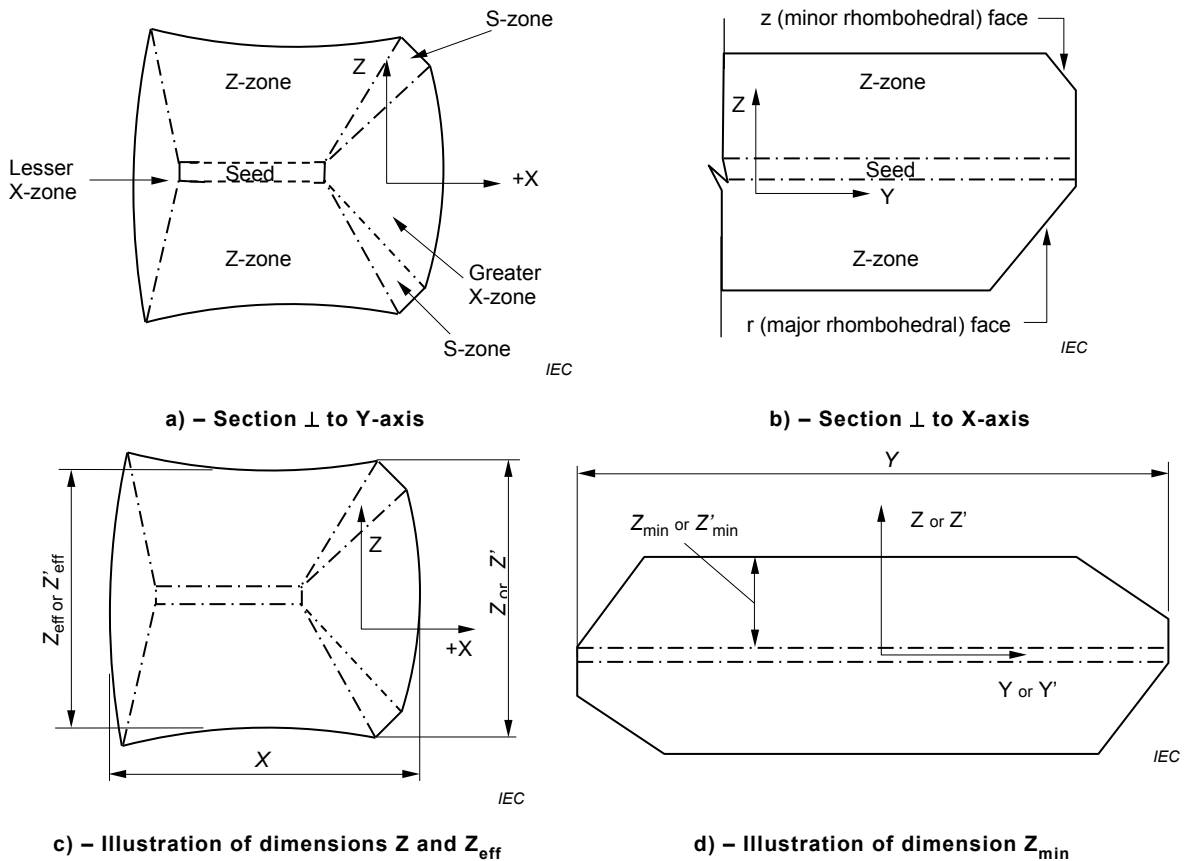 S-zone
Z
Z-zone
Lesser
X-zone
Seed
+X
Z-zone
Greater
X-zone
S-zone
IEC
a) – Section ⊥ to Y-axis
z (minor rhombohedral) face
Z-zone
Z
Seed
Y
Z-zone
r (major rhombohedral) face
IEC
b) – Section ⊥ to X-axis
Zeff or Z'eff
Z
Z or Z'
+X
X
IEC
c) – Illustration of dimensions Z and Zeff
Y
Zmin or Z'min
Z or Z'
Y or Y'
IEC
d) – Illustration of dimension Zmin